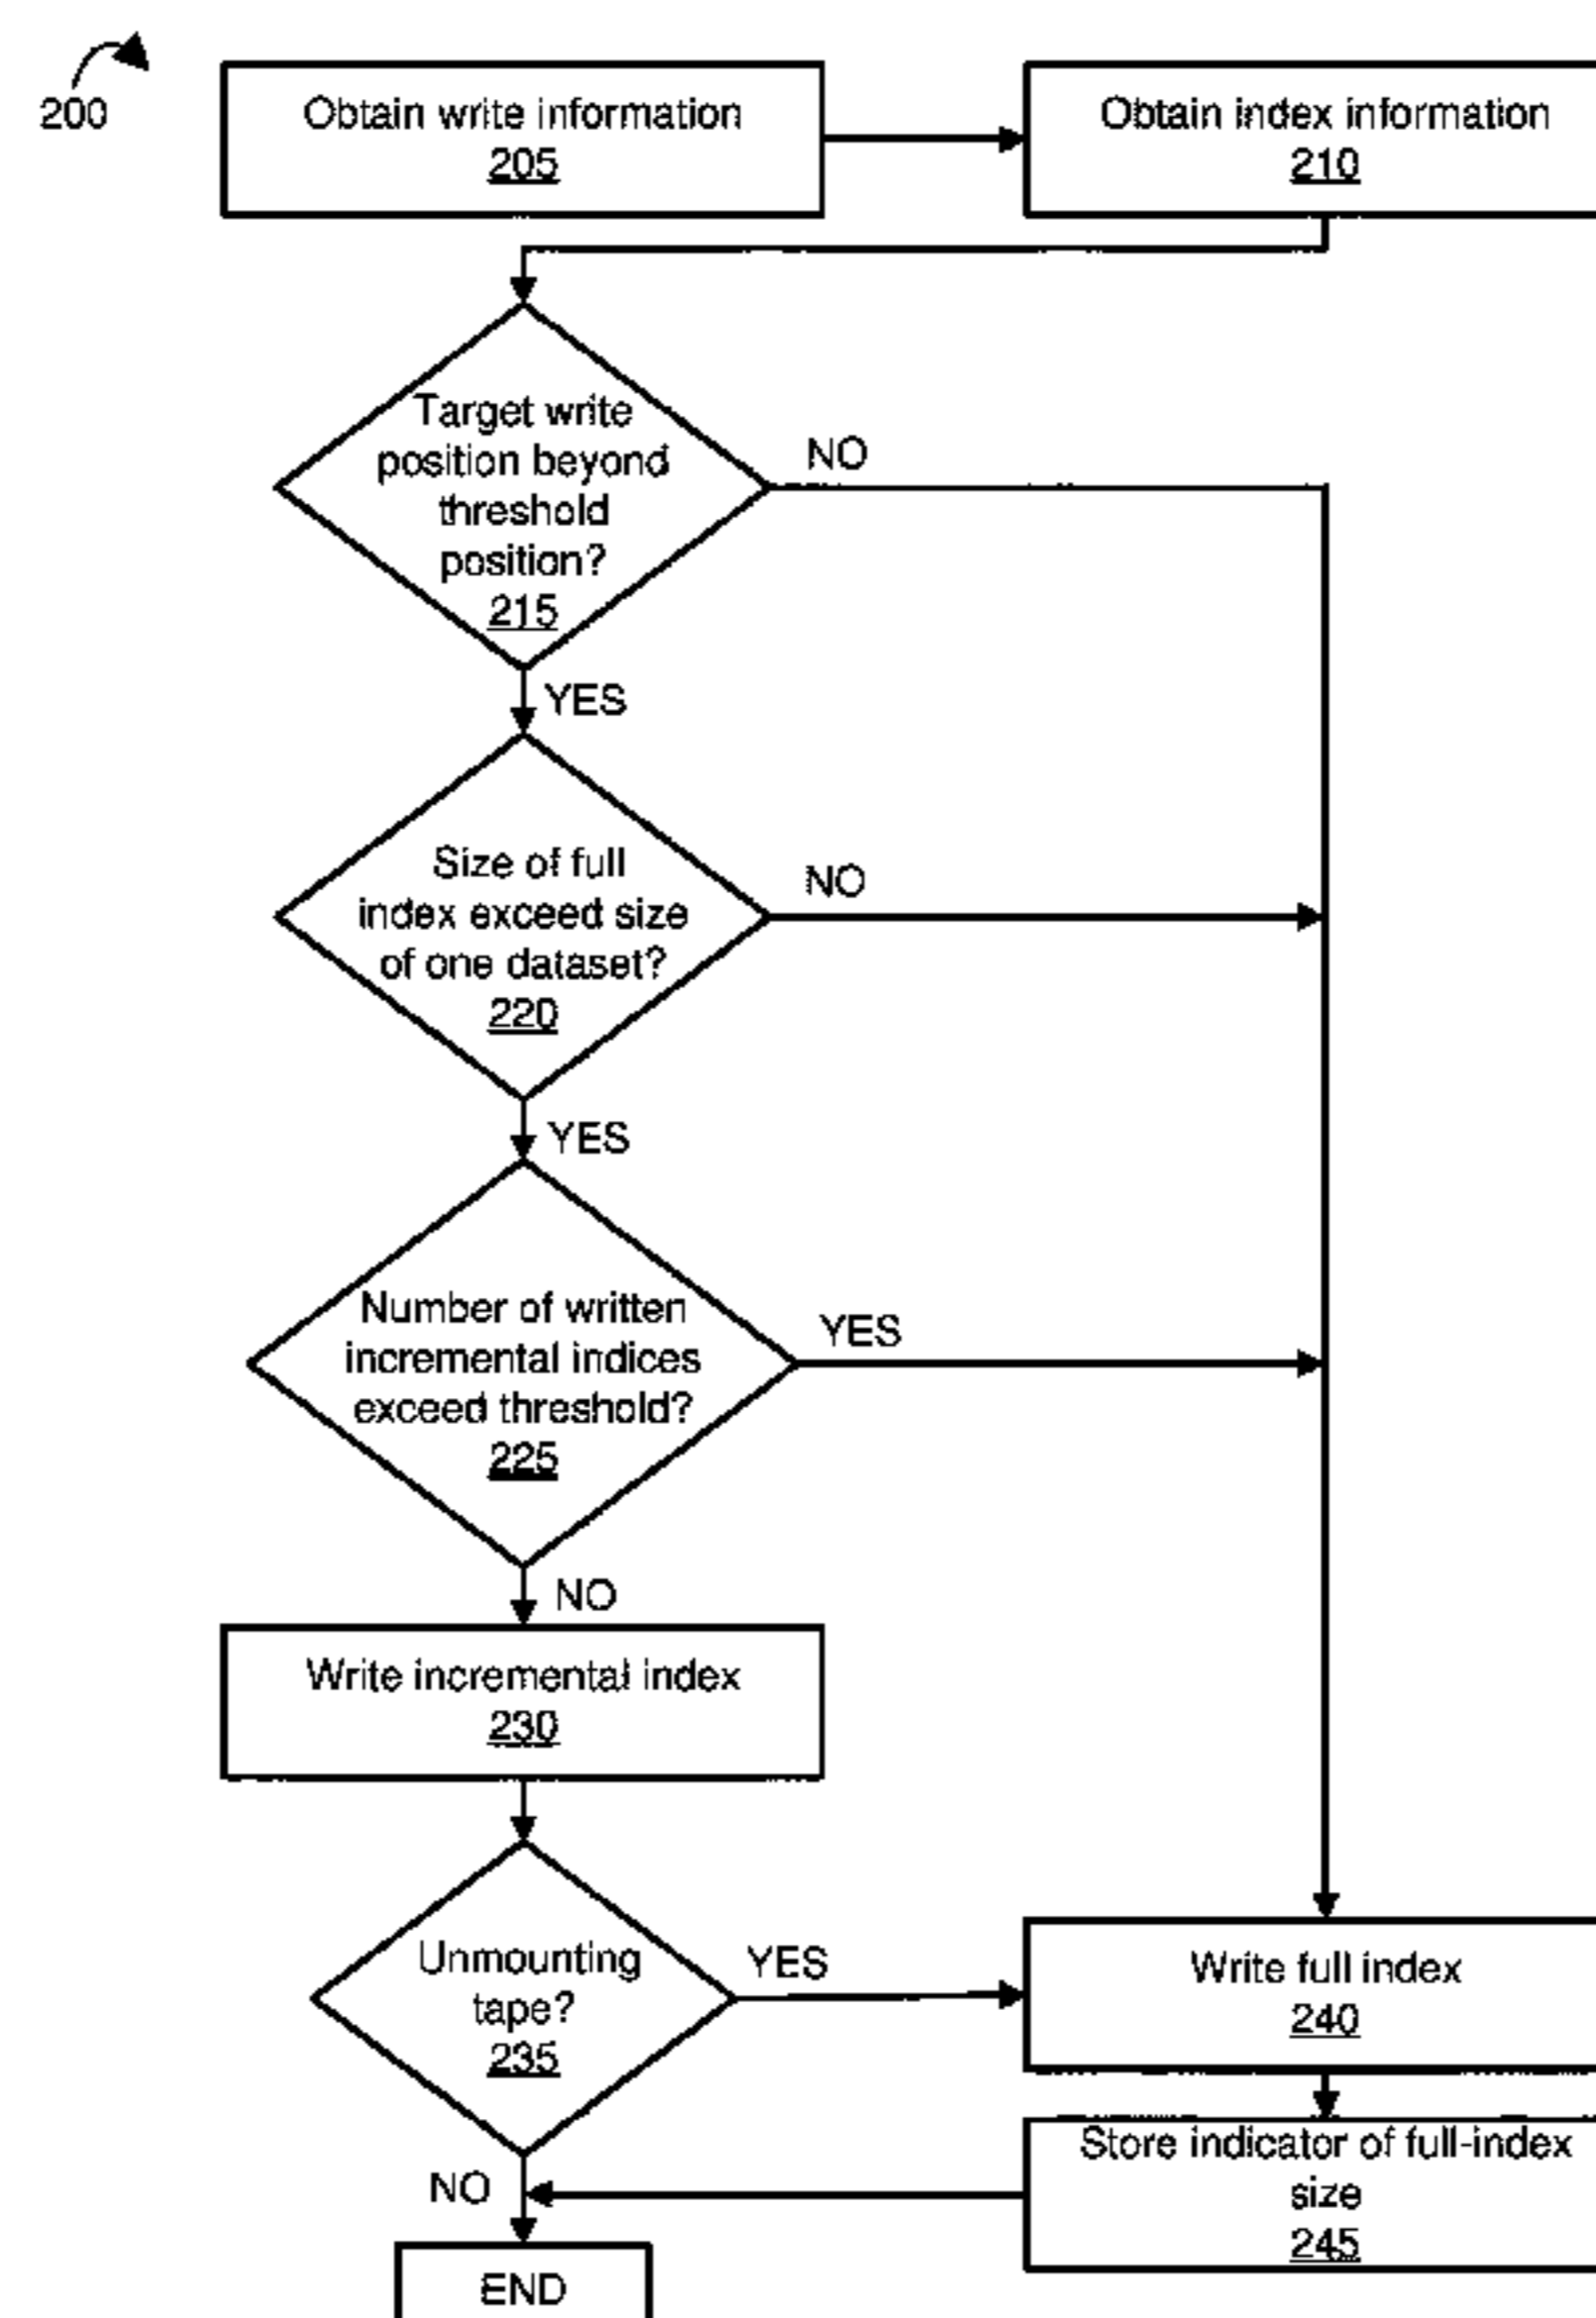 200
Obtain write information
205
Obtain index information
210
Target write
position beyond
threshold
position?
215
NO
YES
Size of full
index exceed size
of one dataset?
220
NO
YES
Number of written
incremental indices
exceed threshold?
225
YES
NO
Write incremental index
230
Unmounting
tape?
235
YES
Write full index
240
Store indicator of full-index
size
245
NO
END